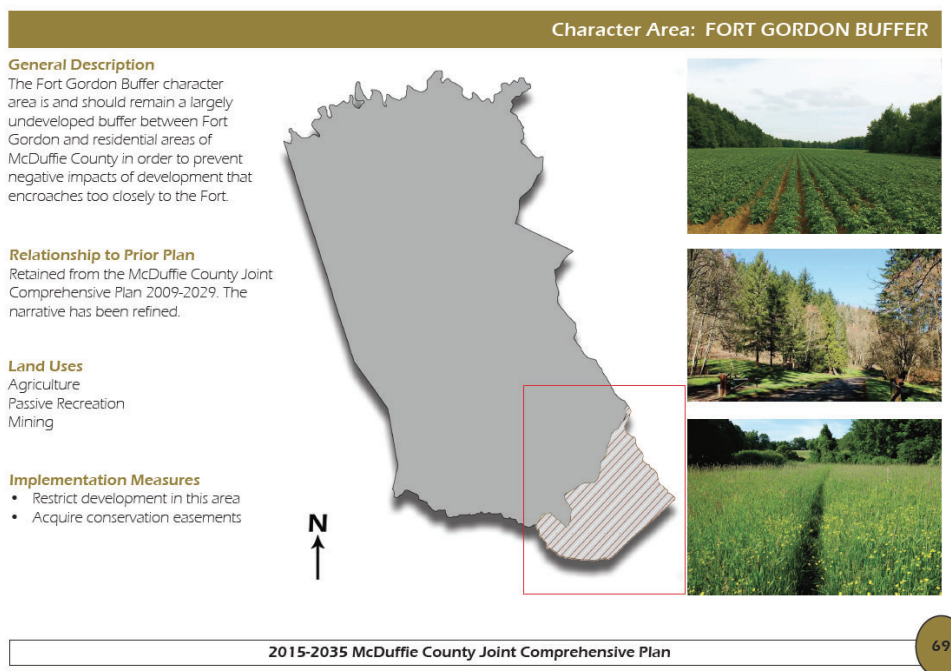 Character Area: FORT GORDON BUFFER
General Description
The Fort Gordon Buffer character
area is and should remain a largely
undeveloped buffer between Fort
Gordon and residential areas of
McDuffie County in order to prevent
negative impacts of development that
encroaches too closely to the Fort.
Relationship to Prior Plan
Retained from the McDuffie County Joint
Comprehensive Plan 2009-2029. The
narrative has been refined.
Land Uses
Agriculture
Passive Recreation
Mining
Implementation Measures
• Restrict development in this area
• Acquire conservation easements
N
2015-2035 McDuffie County Joint Comprehensive Plan
69